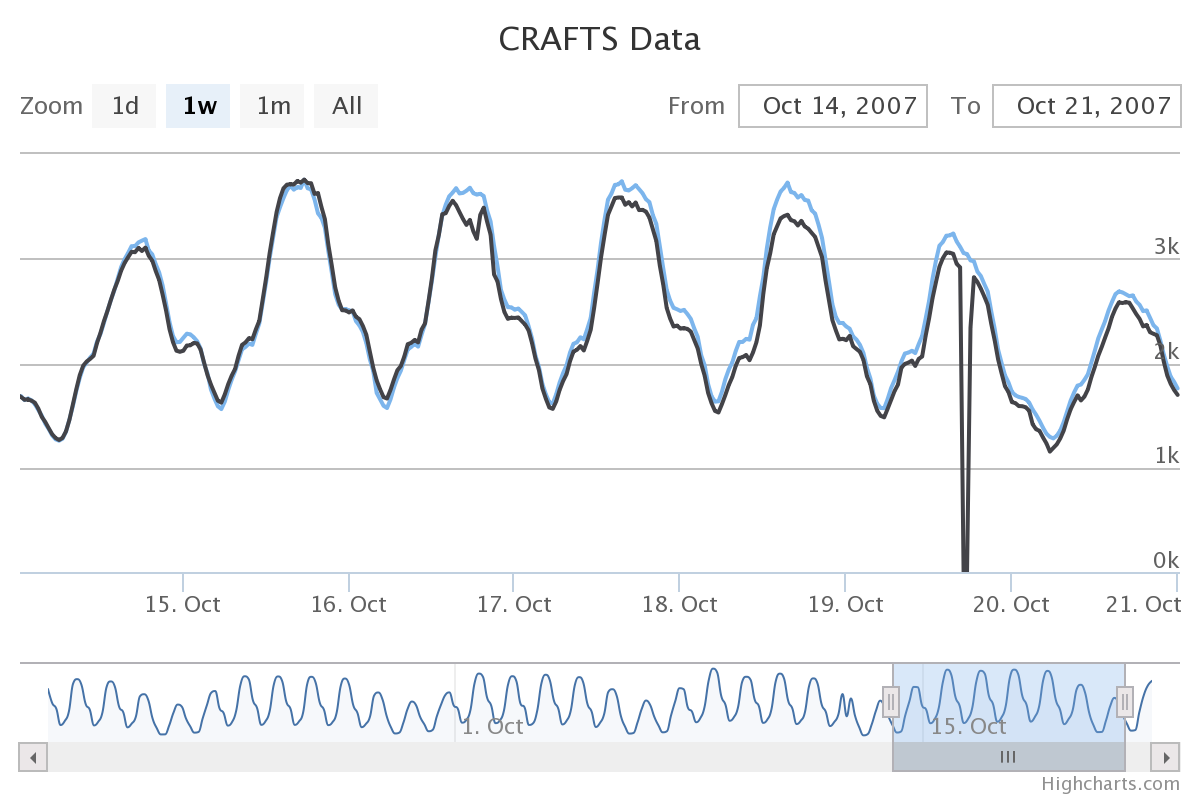 CRAFTS Data
Zoom 1d 1w 1m All From Oct 14, 2007 To Oct 21, 2007
3k
2k
1k
0k
15. Oct 16. Oct 17. Oct 18. Oct 19. Oct 20. Oct 21. Oct
1. Oct 15. Oct
Highcharts.com